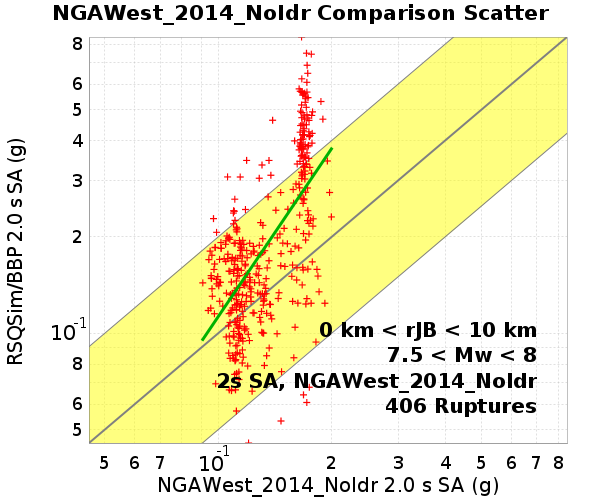 NGAWest_2014_NoIdr Comparison Scatter
RSQSim/BBP 2.0 s SA (g)
8
6
5
4
3
2
10-1
8
6
5
0 km < rJB < 10 km
7.5 < Mw < 8
2s SA, NGAWest_2014_NoIdr
406 Ruptures
5 6 7 10-1 2 3 4 5 6 7 8
NGAWest_2014_NoIdr 2.0 s SA (g)